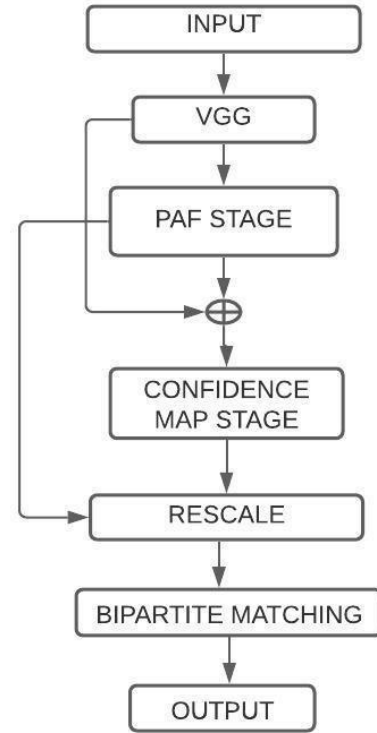 INPUT
VGG
PAF STAGE
CONFIDENCE
MAP STAGE
RESCALE
BIPARTITE MATCHING
OUTPUT